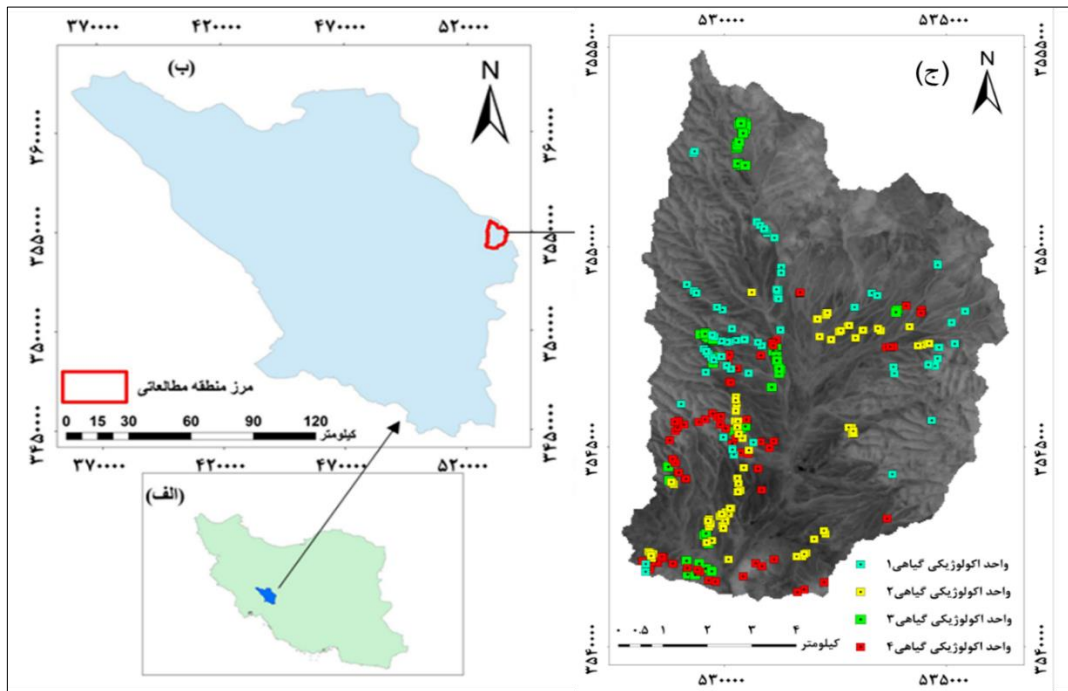 ۳۷۰۰۰۰ ۴۲۰۰۰۰ ۴۷۰۰۰۰ ۵۲۰۰۰۰
(ب)
N
۳۶۰۰۰۰۰
۳۵۵۰۰۰۰
۳۵۰۰۰۰۰
۳۴۵۰۰۰۰
۳۶۰۰۰۰۰
۳۵۵۰۰۰۰
۳۵۰۰۰۰۰
۳۴۵۰۰۰۰
مرز منطقه مطالعاتی
0 15 30 60 90 120
کیلومتر
۳۷۰۰۰۰ ۴۲۰۰۰۰ ۴۷۰۰۰۰ ۵۲۰۰۰۰
(الف)
۵۳۰۰۰۰ ۵۳۵۰۰۰
(ج)
N
۳۵۵۵۰۰۰
۳۵۵۰۰۰۰
۳۵۴۵۰۰۰
۳۵۴۰۰۰۰
۳۵۵۵۰۰۰
۳۵۵۰۰۰۰
۳۵۴۵۰۰۰
۳۵۴۰۰۰۰
واحد اکولوژیکی گیاهی۱
واحد اکولوژیکی گیاهی۲
واحد اکولوژیکی گیاهی۳
واحد اکولوژیکی گیاهی۴
۰ ۰.۵ ۱ ۲ ۳ ۴
کیلومتر
۵۳۰۰۰۰ ۵۳۵۰۰۰